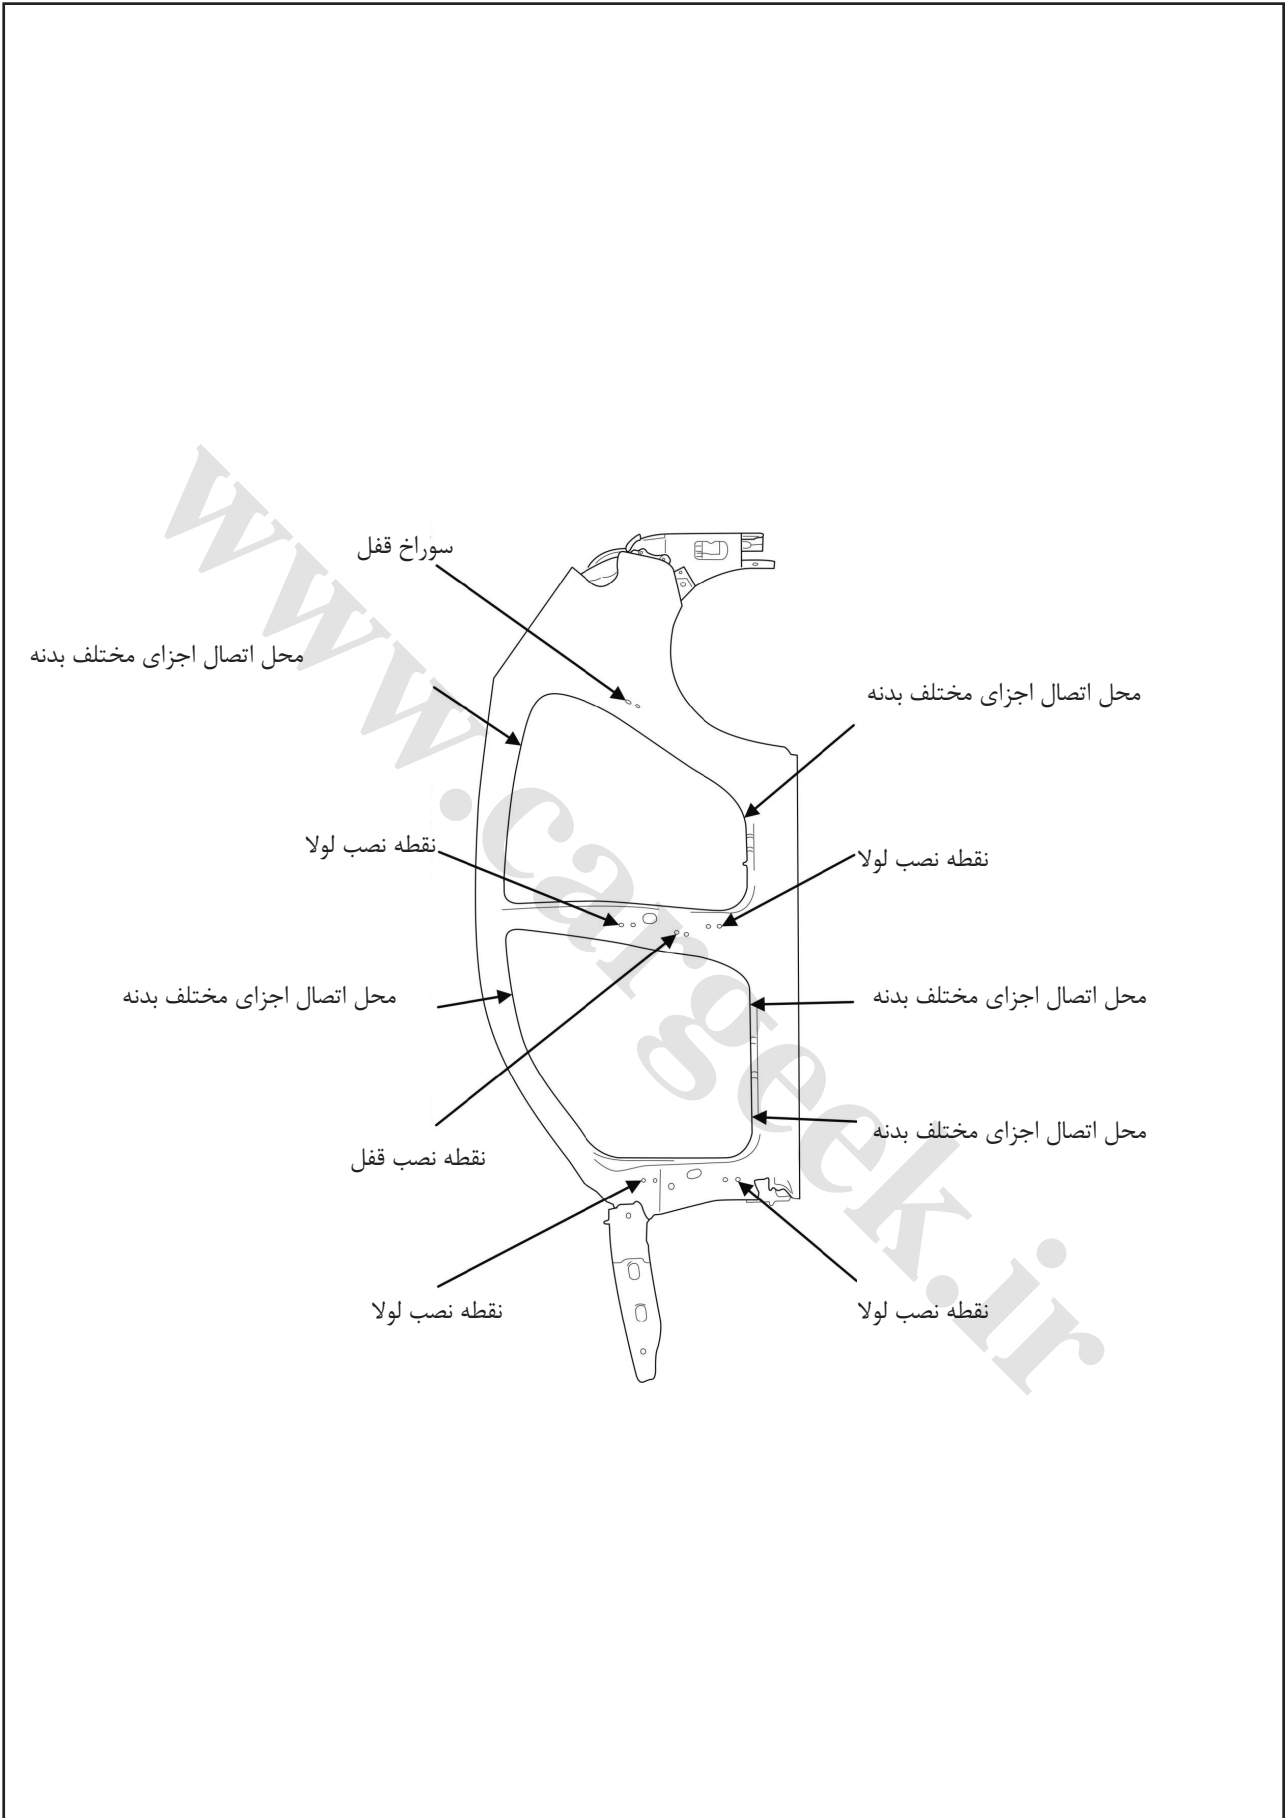 سوراخ قفل
محل اتصال اجزای مختلف بدنه
محل اتصال اجزای مختلف بدنه
نقطه نصب لولا
نقطه نصب لولا
محل اتصال اجزای مختلف بدنه
محل اتصال اجزای مختلف بدنه
محل اتصال اجزای مختلف بدنه
نقطه نصب قفل
نقطه نصب لولا
نقطه نصب لولا
www.cargeek.ir